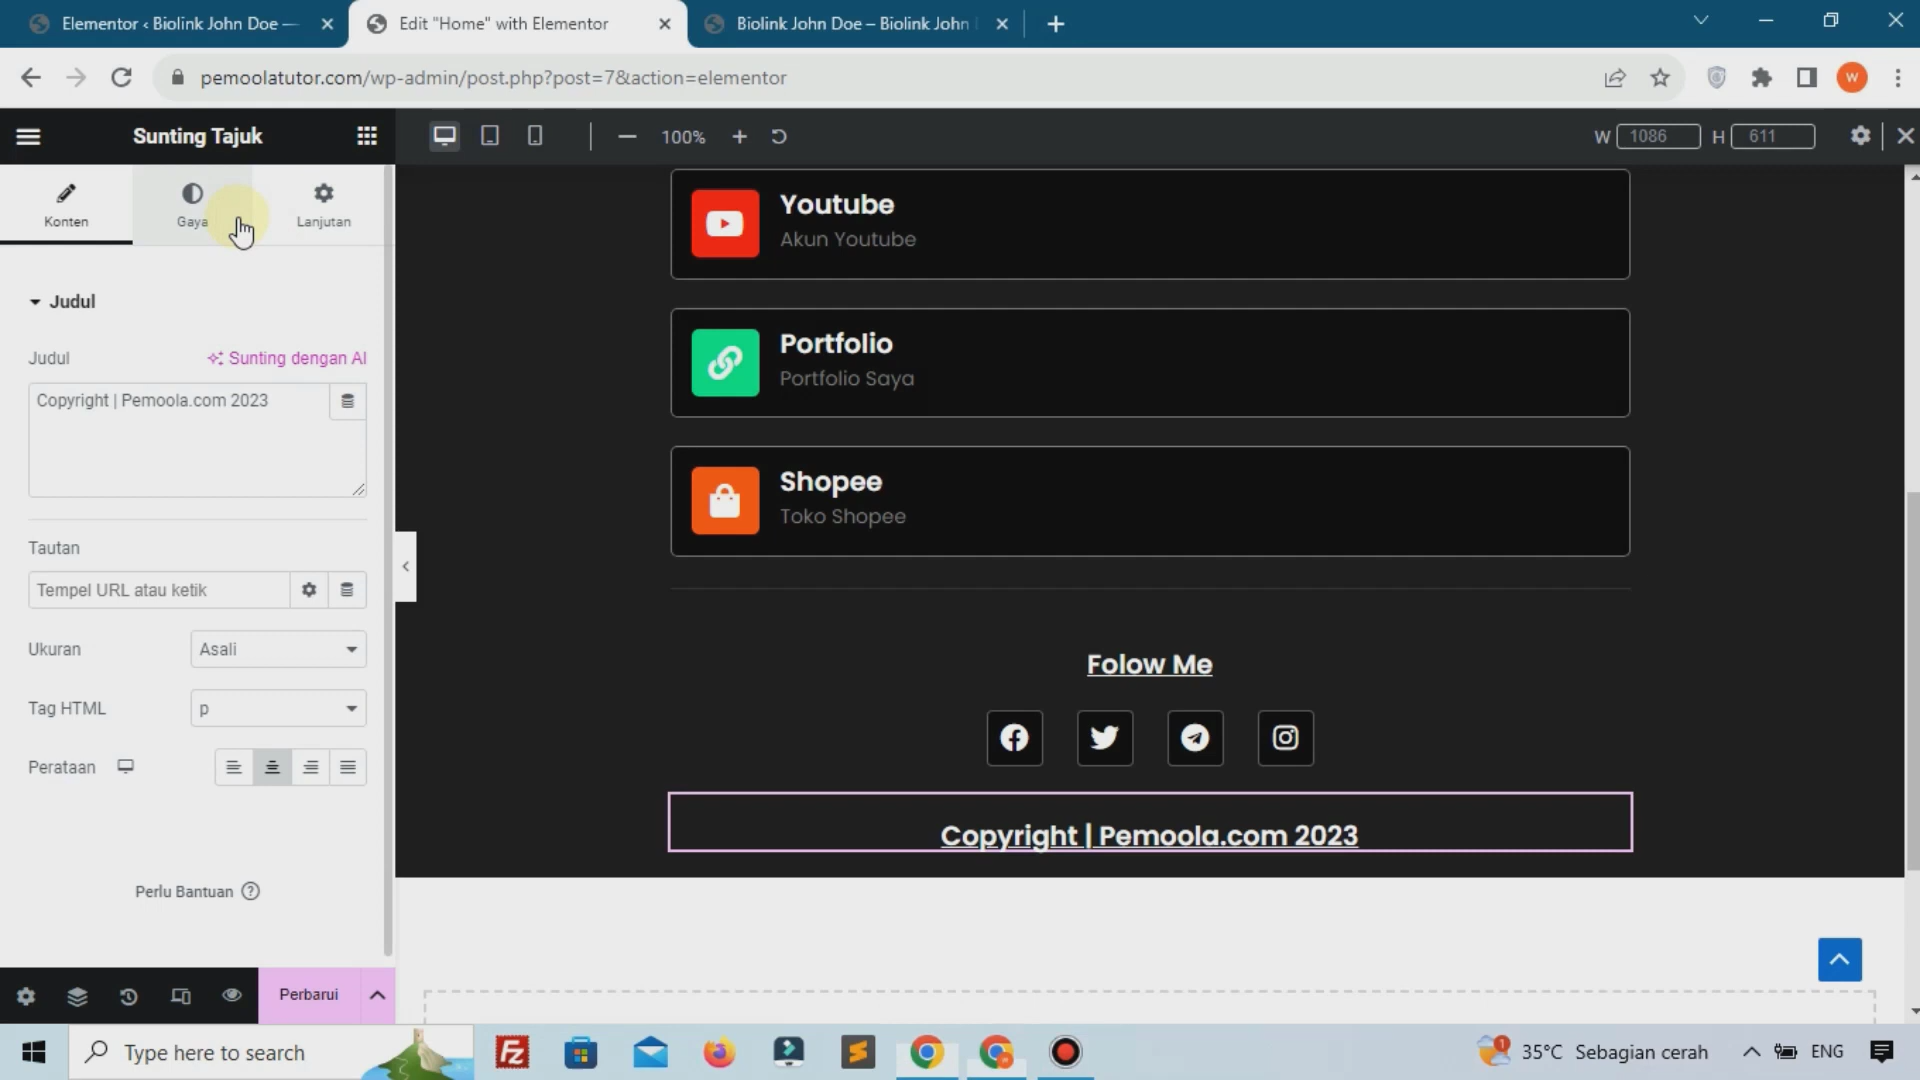 Elementor ‹ Biolink John Doe —
Edit "Home" with Elementor
Biolink John Doe – Biolink John
pemoolatutor.com/wp-admin/post.php?post=7&action=elementor
W
Sunting Tajuk
100%
W 1086 H 611
Konten
Gaya
Lanjutan
Judul
Judul
Sunting dengan AI
Copyright | Pemoola.com 2023
Tautan
Tempel URL atau ketik
Ukuran
Asali
Tag HTML
p
Perataan
Perlu Bantuan ?
Perbarui
Youtube
Akun Youtube
Portfolio
Portfolio Saya
Shopee
Toko Shopee
Folow Me
Copyright | Pemoola.com 2023
Type here to search
Fz
1
35°C Sebagian cerah
ENG